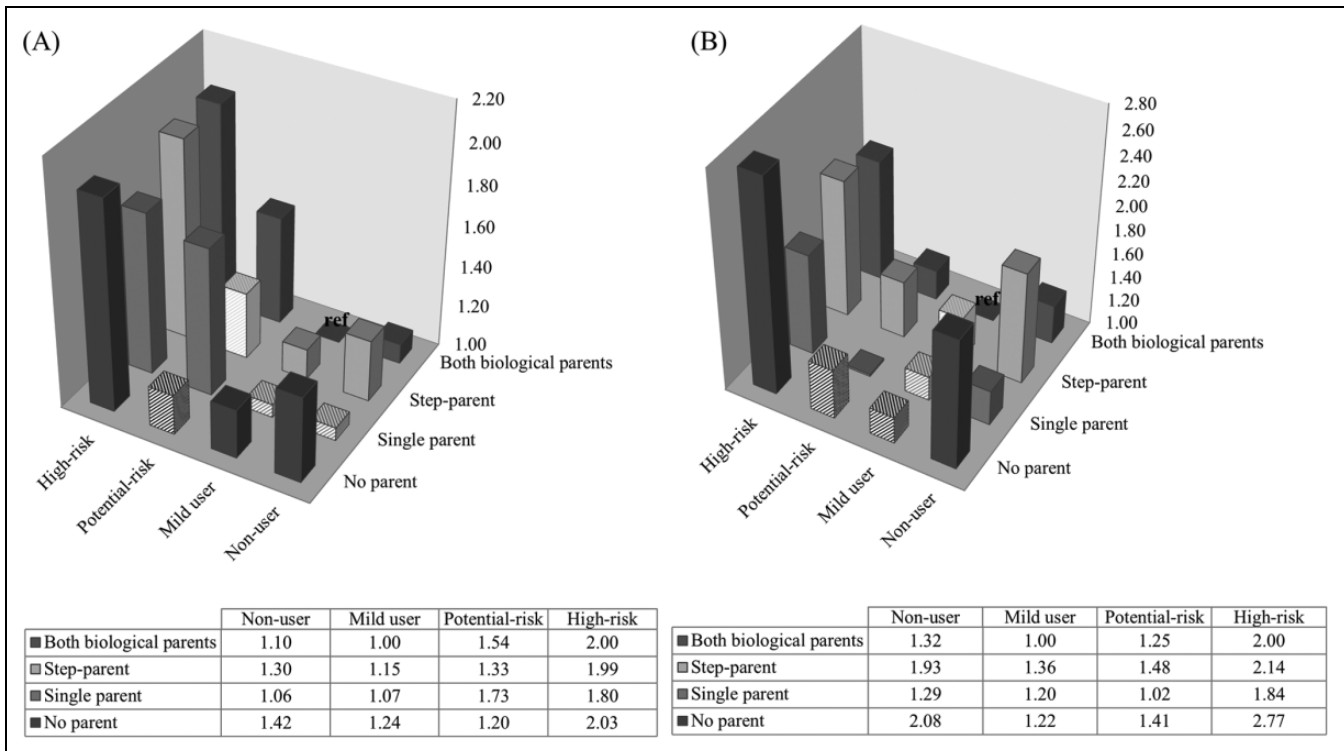 (A)
2.20
2.00
1.80
1.60
1.40
1.20
1.00
ref
Both biological parents
Step-parent
Single parent
No parent
High-risk
Potential-risk
Mild user
Non-user
Non-user Mild user Potential-risk High-risk
Both biological parents 1.10 1.00 1.54 2.00
Step-parent 1.30 1.15 1.33 1.99
Single parent 1.06 1.07 1.73 1.80
No parent 1.42 1.24 1.20 2.03
(B)
2.80
2.60
2.40
2.20
2.00
1.80
1.60
1.40
1.20
1.00
ref
Both biological parents
Step-parent
Single parent
No parent
High-risk
Potential-risk
Mild user
Non-user
Non-user Mild user Potential-risk High-risk
Both biological parents 1.32 1.00 1.25 2.00
Step-parent 1.93 1.36 1.48 2.14
Single parent 1.29 1.20 1.02 1.84
No parent 2.08 1.22 1.41 2.77